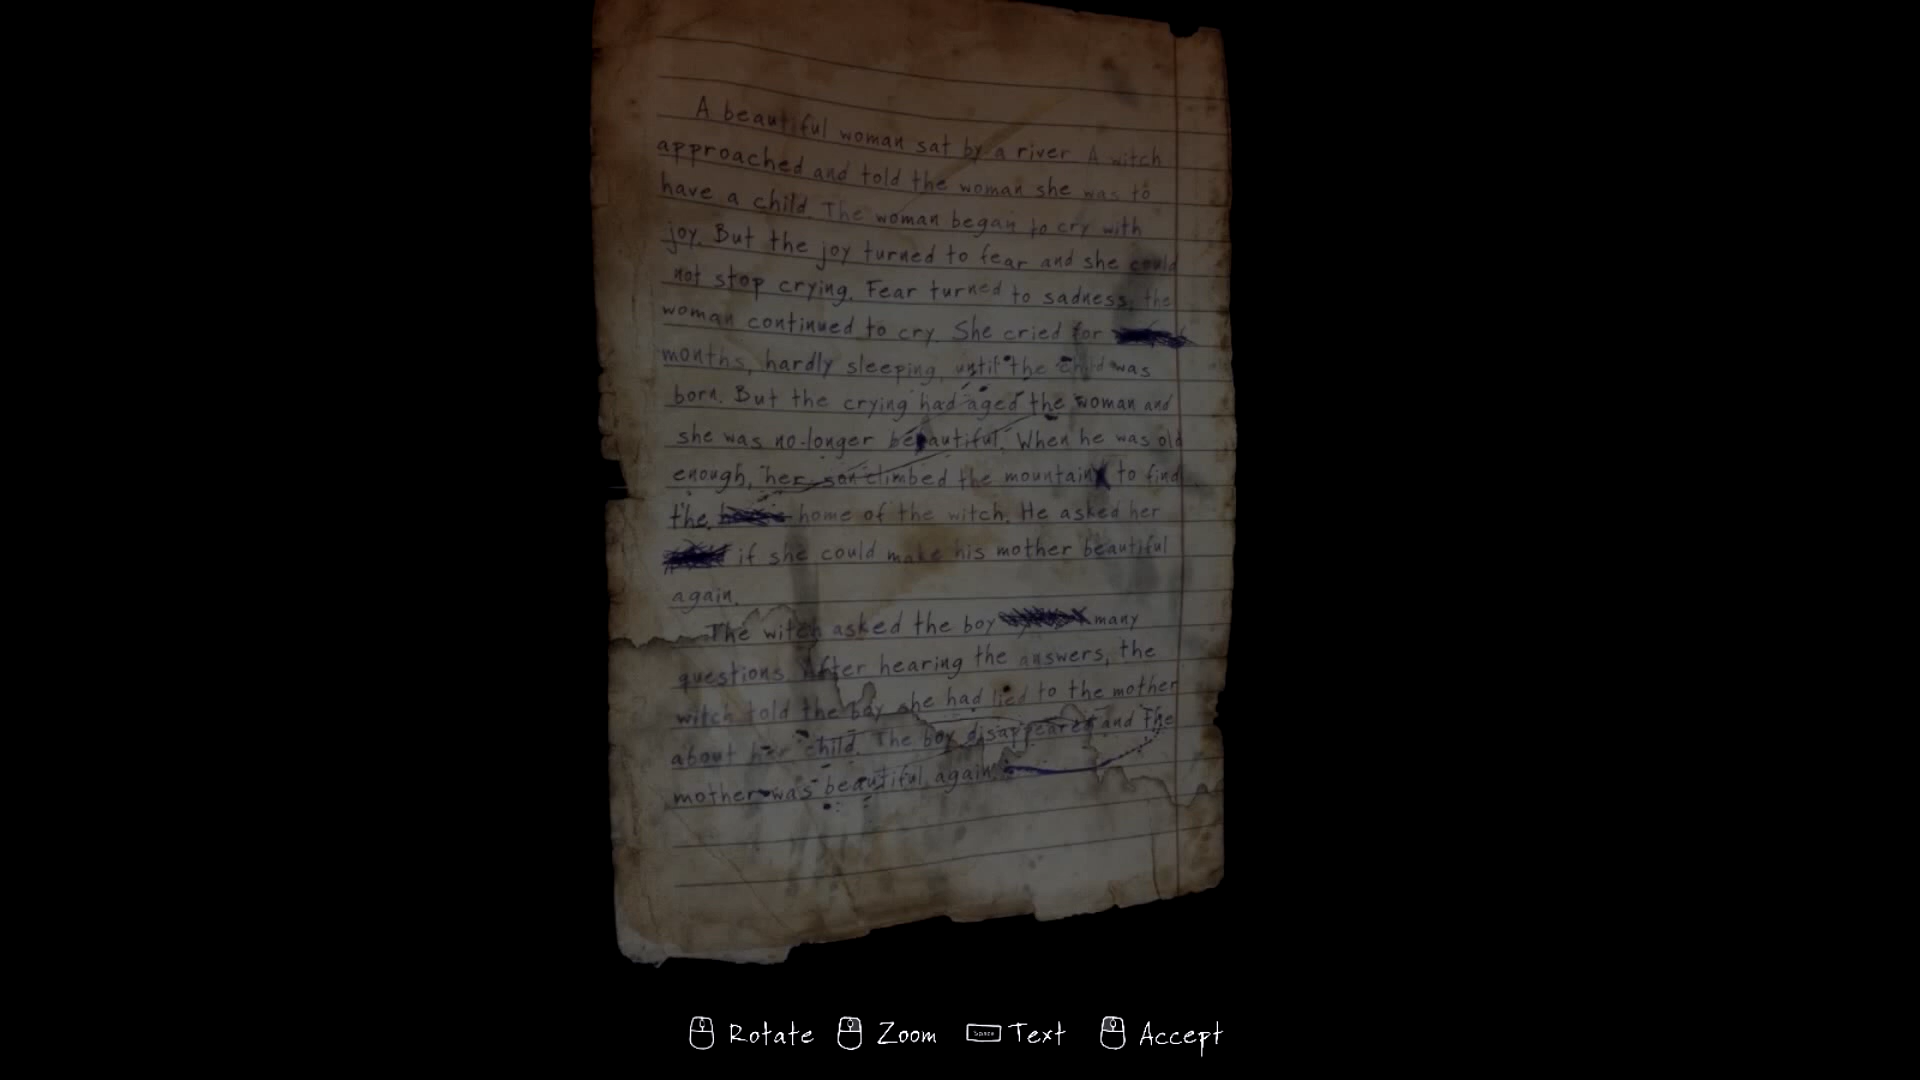 A beautiful woman sat by a river. A witch
approached and told the woman she was to
have a child. The woman began to cry with
joy. But the joy turned to fear and she could
not stop crying. Fear turned to sadness, the
woman continued to cry. She cried for
months, hardly sleeping, until the child was
born. But the crying had aged the woman and
she was no-longer beautiful. When he was old
enough, her son climbed the mountain to find
the home of the witch. He asked her
if she could make his mother beautiful
again.
The witch asked the boy many
questions. After hearing the answers, the
witch told the boy she had lied to the mother
about her child. The boy disappeared and the
mother was beautiful again.
Rotate Zoom Space Text Accept